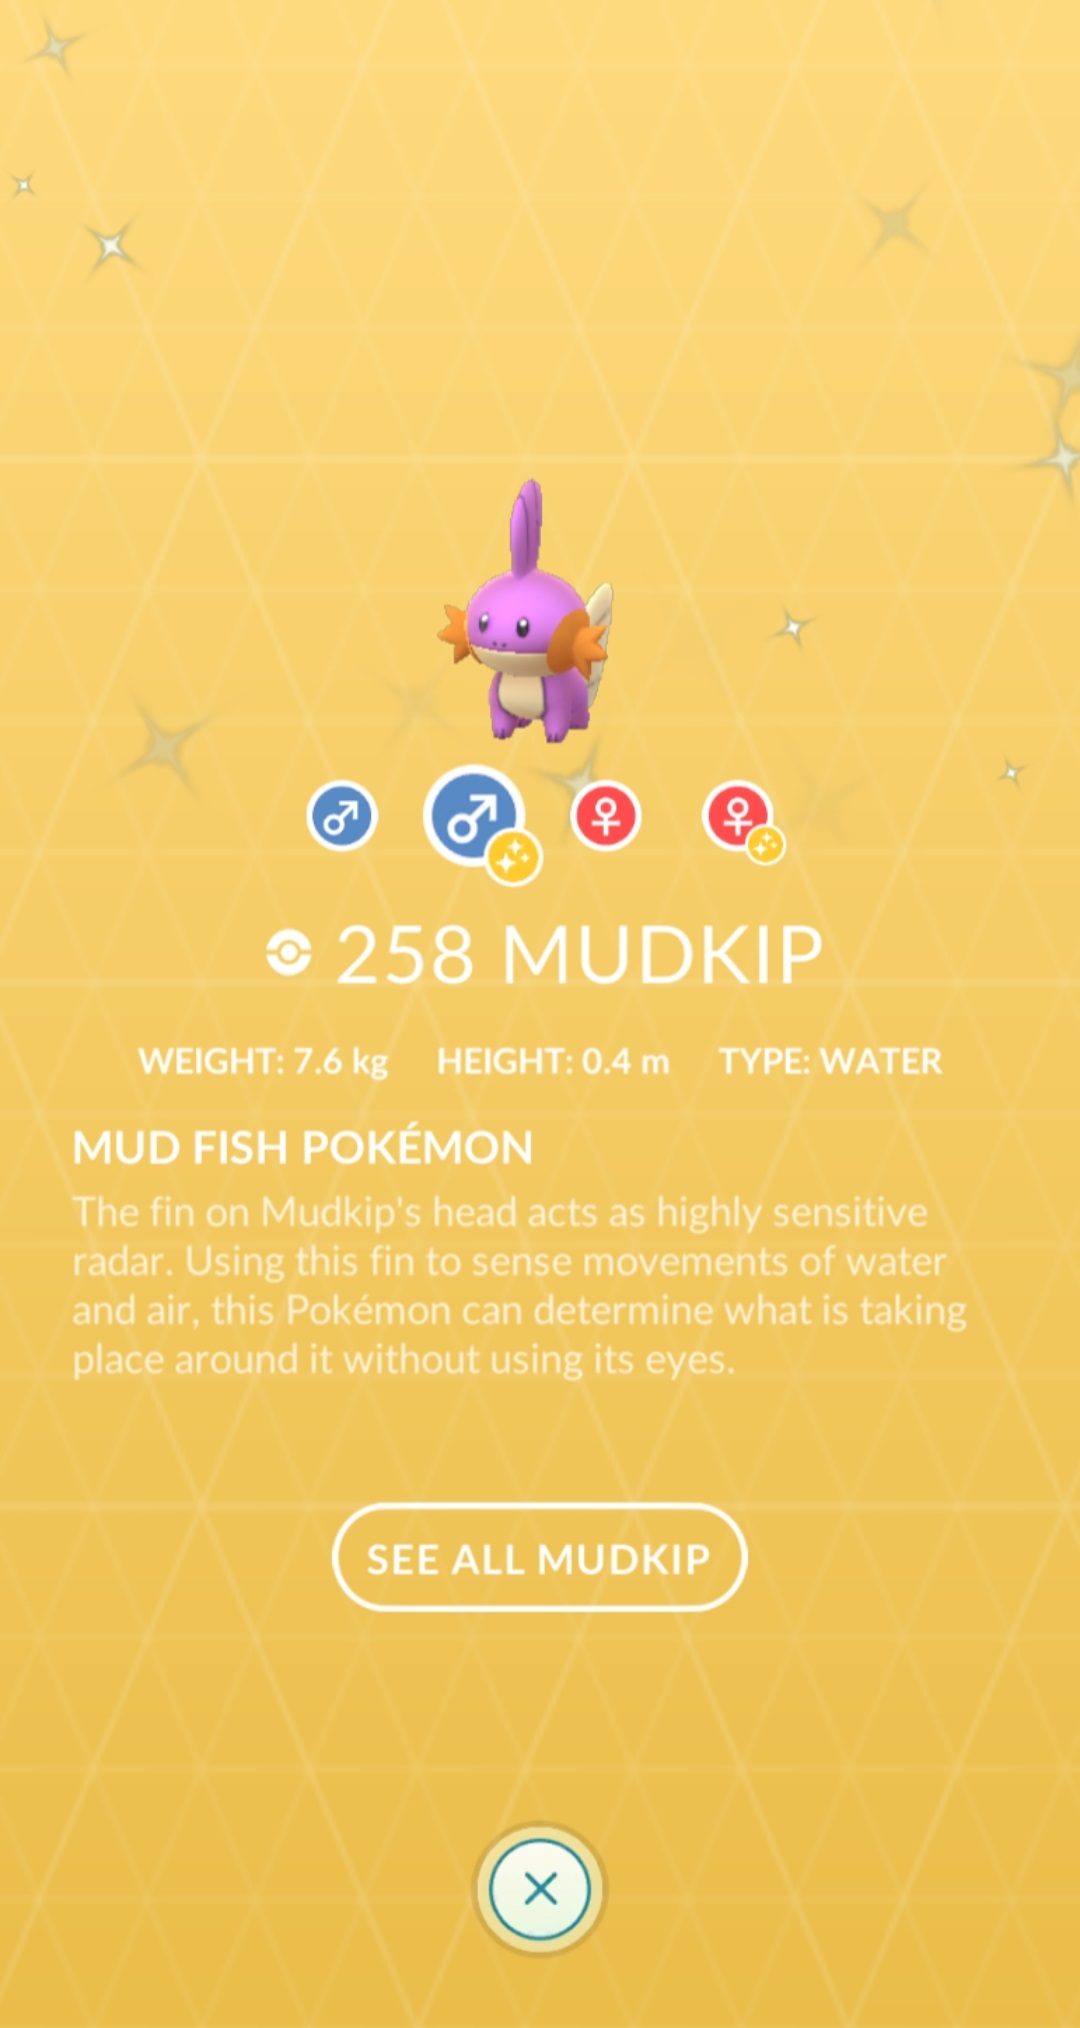 258 MUDKIP
WEIGHT: 7.6 kg HEIGHT: 0.4 m TYPE: WATER
MUD FISH POKÉMON
The fin on Mudkip's head acts as highly sensitive
radar. Using this fin to sense movements of water
and air, this Pokémon can determine what is taking
place around it without using its eyes.
SEE ALL MUDKIP